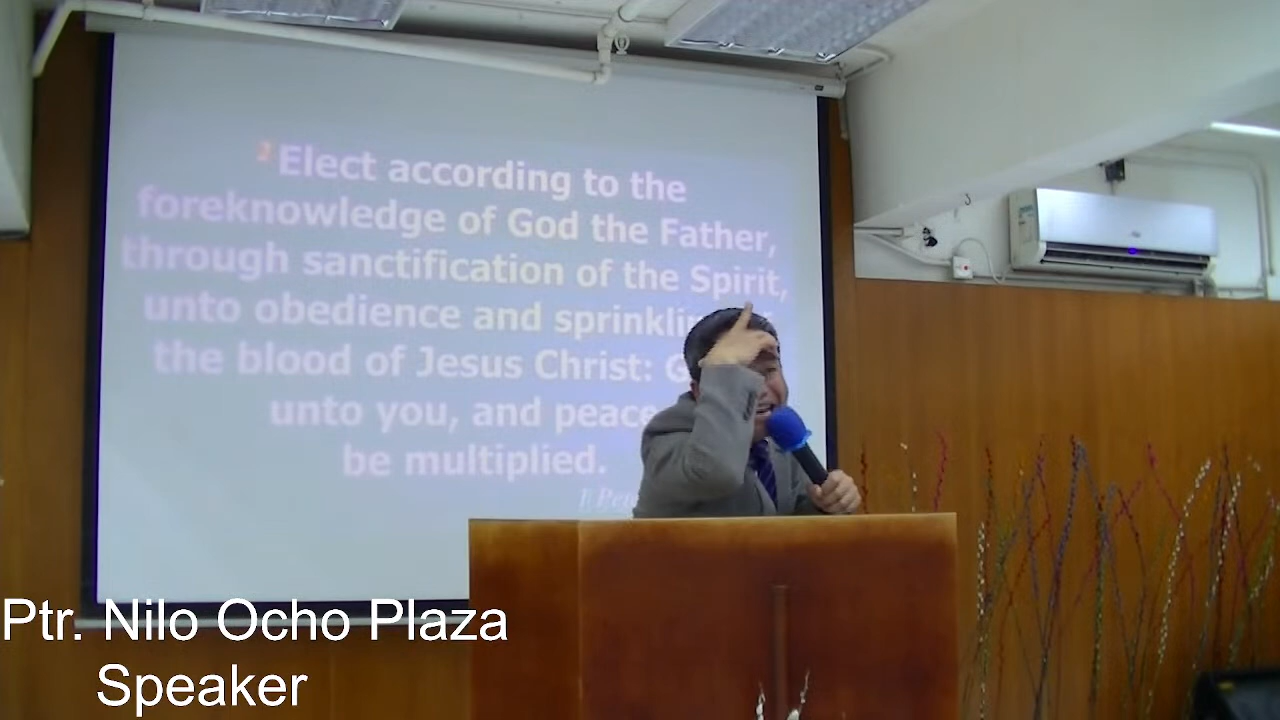 2 Elect according to the
foreknowledge of God the Father,
through sanctification of the Spirit,
unto obedience and
the blood of Jesus Christ:
unto you, and peace
be multiplied.
Ptr. Nilo Ocho Plaza
Speaker